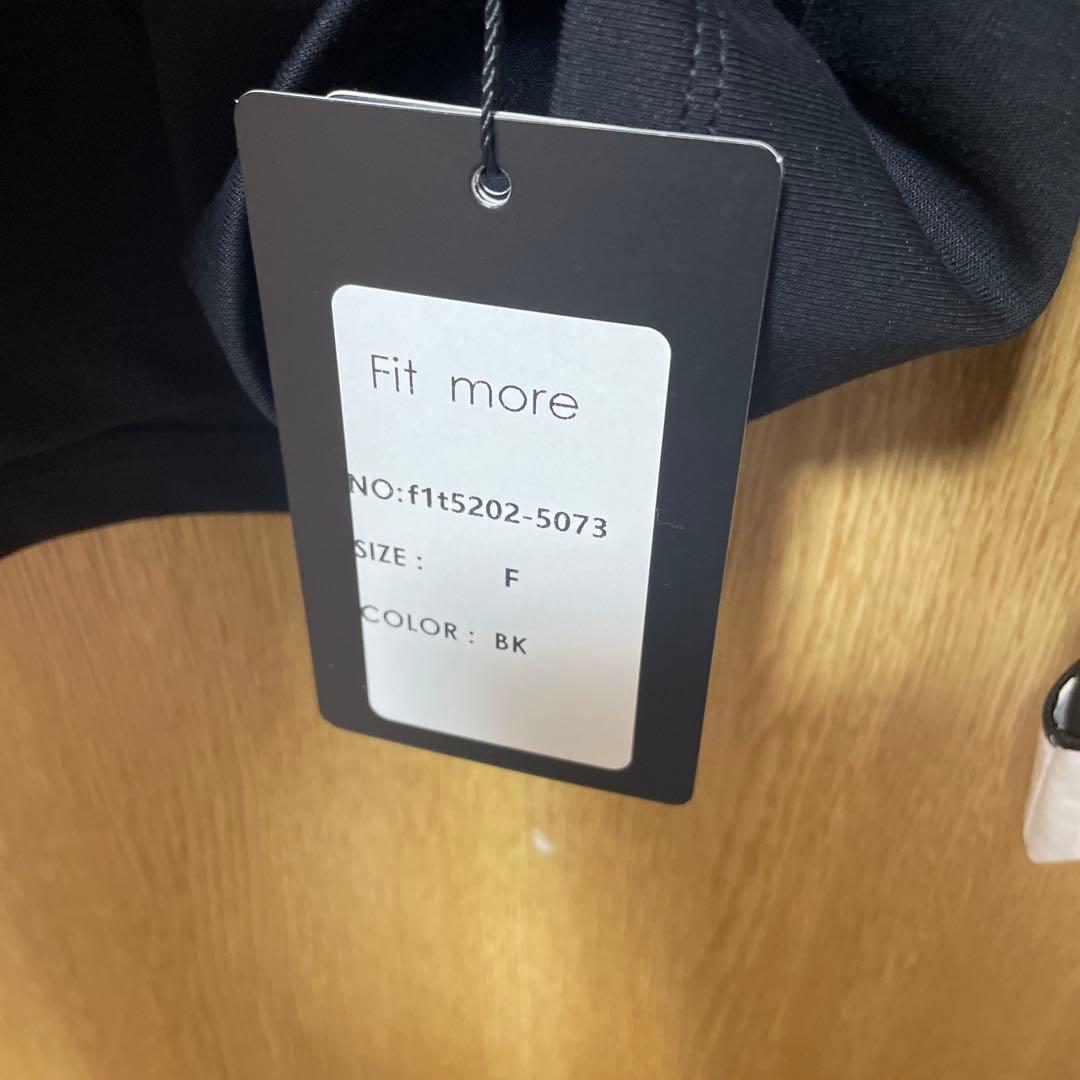 Fit more
NO:f1t5202-5073
SIZE : F
COLOR : BK